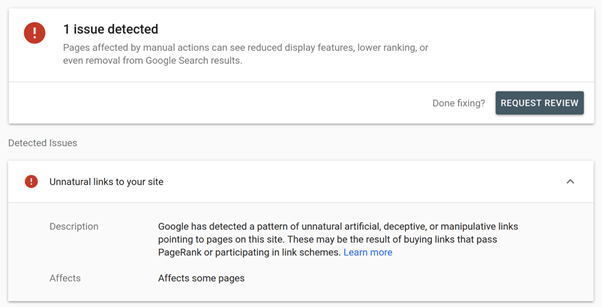 1 issue detected
Pages affected by manual actions can see reduced display features, lower ranking, or
even removal from Google Search results.
Done fixing? REQUEST REVIEW
Detected Issues
Unnatural links to your site
Description Google has detected a pattern of unnatural artificial, deceptive, or manipulative links
pointing to pages on this site. These may be the result of buying links that pass
PageRank or participating in link schemes. Learn more
Affects Affects some pages